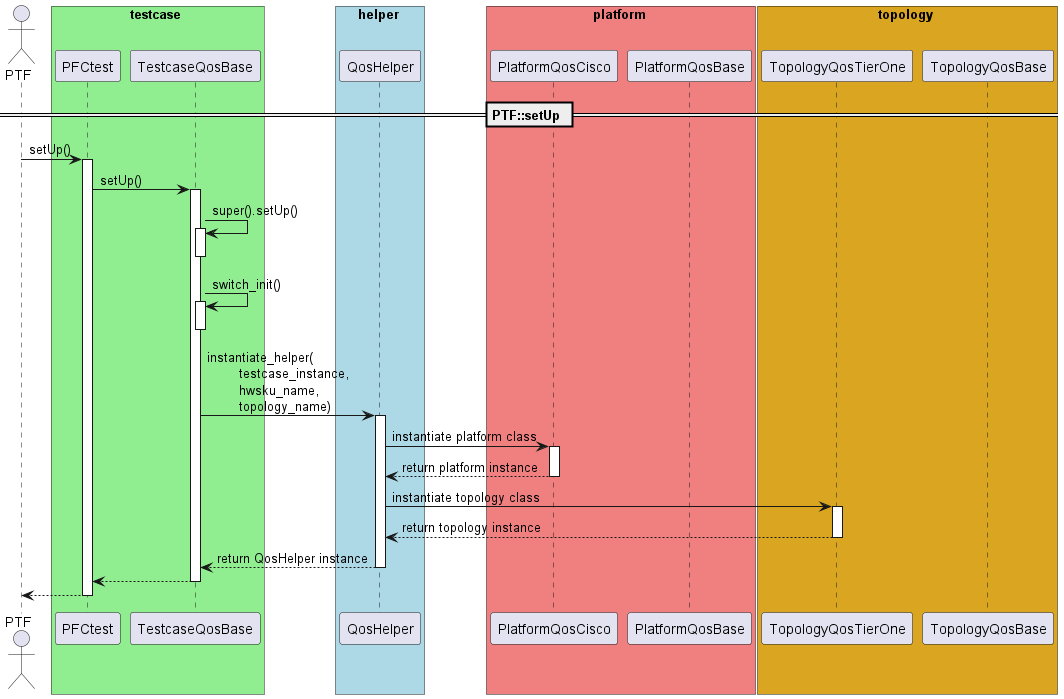 testcase
helper
platform
topology
PTF
PFCtest
TestcaseQosBase
QosHelper
PlatformQosCisco
PlatformQosBase
TopologyQosTierOne
TopologyQosBase
PTF::setUp
setUp()
setUp()
super().setUp()
switch_init()
instantiate_helper(
testcase_instance,
hwsku_name,
topology_name)
instantiate platform class
return platform instance
instantiate topology class
return topology instance
return QosHelper instance
PTF
PFCtest
TestcaseQosBase
QosHelper
PlatformQosCisco
PlatformQosBase
TopologyQosTierOne
TopologyQosBase